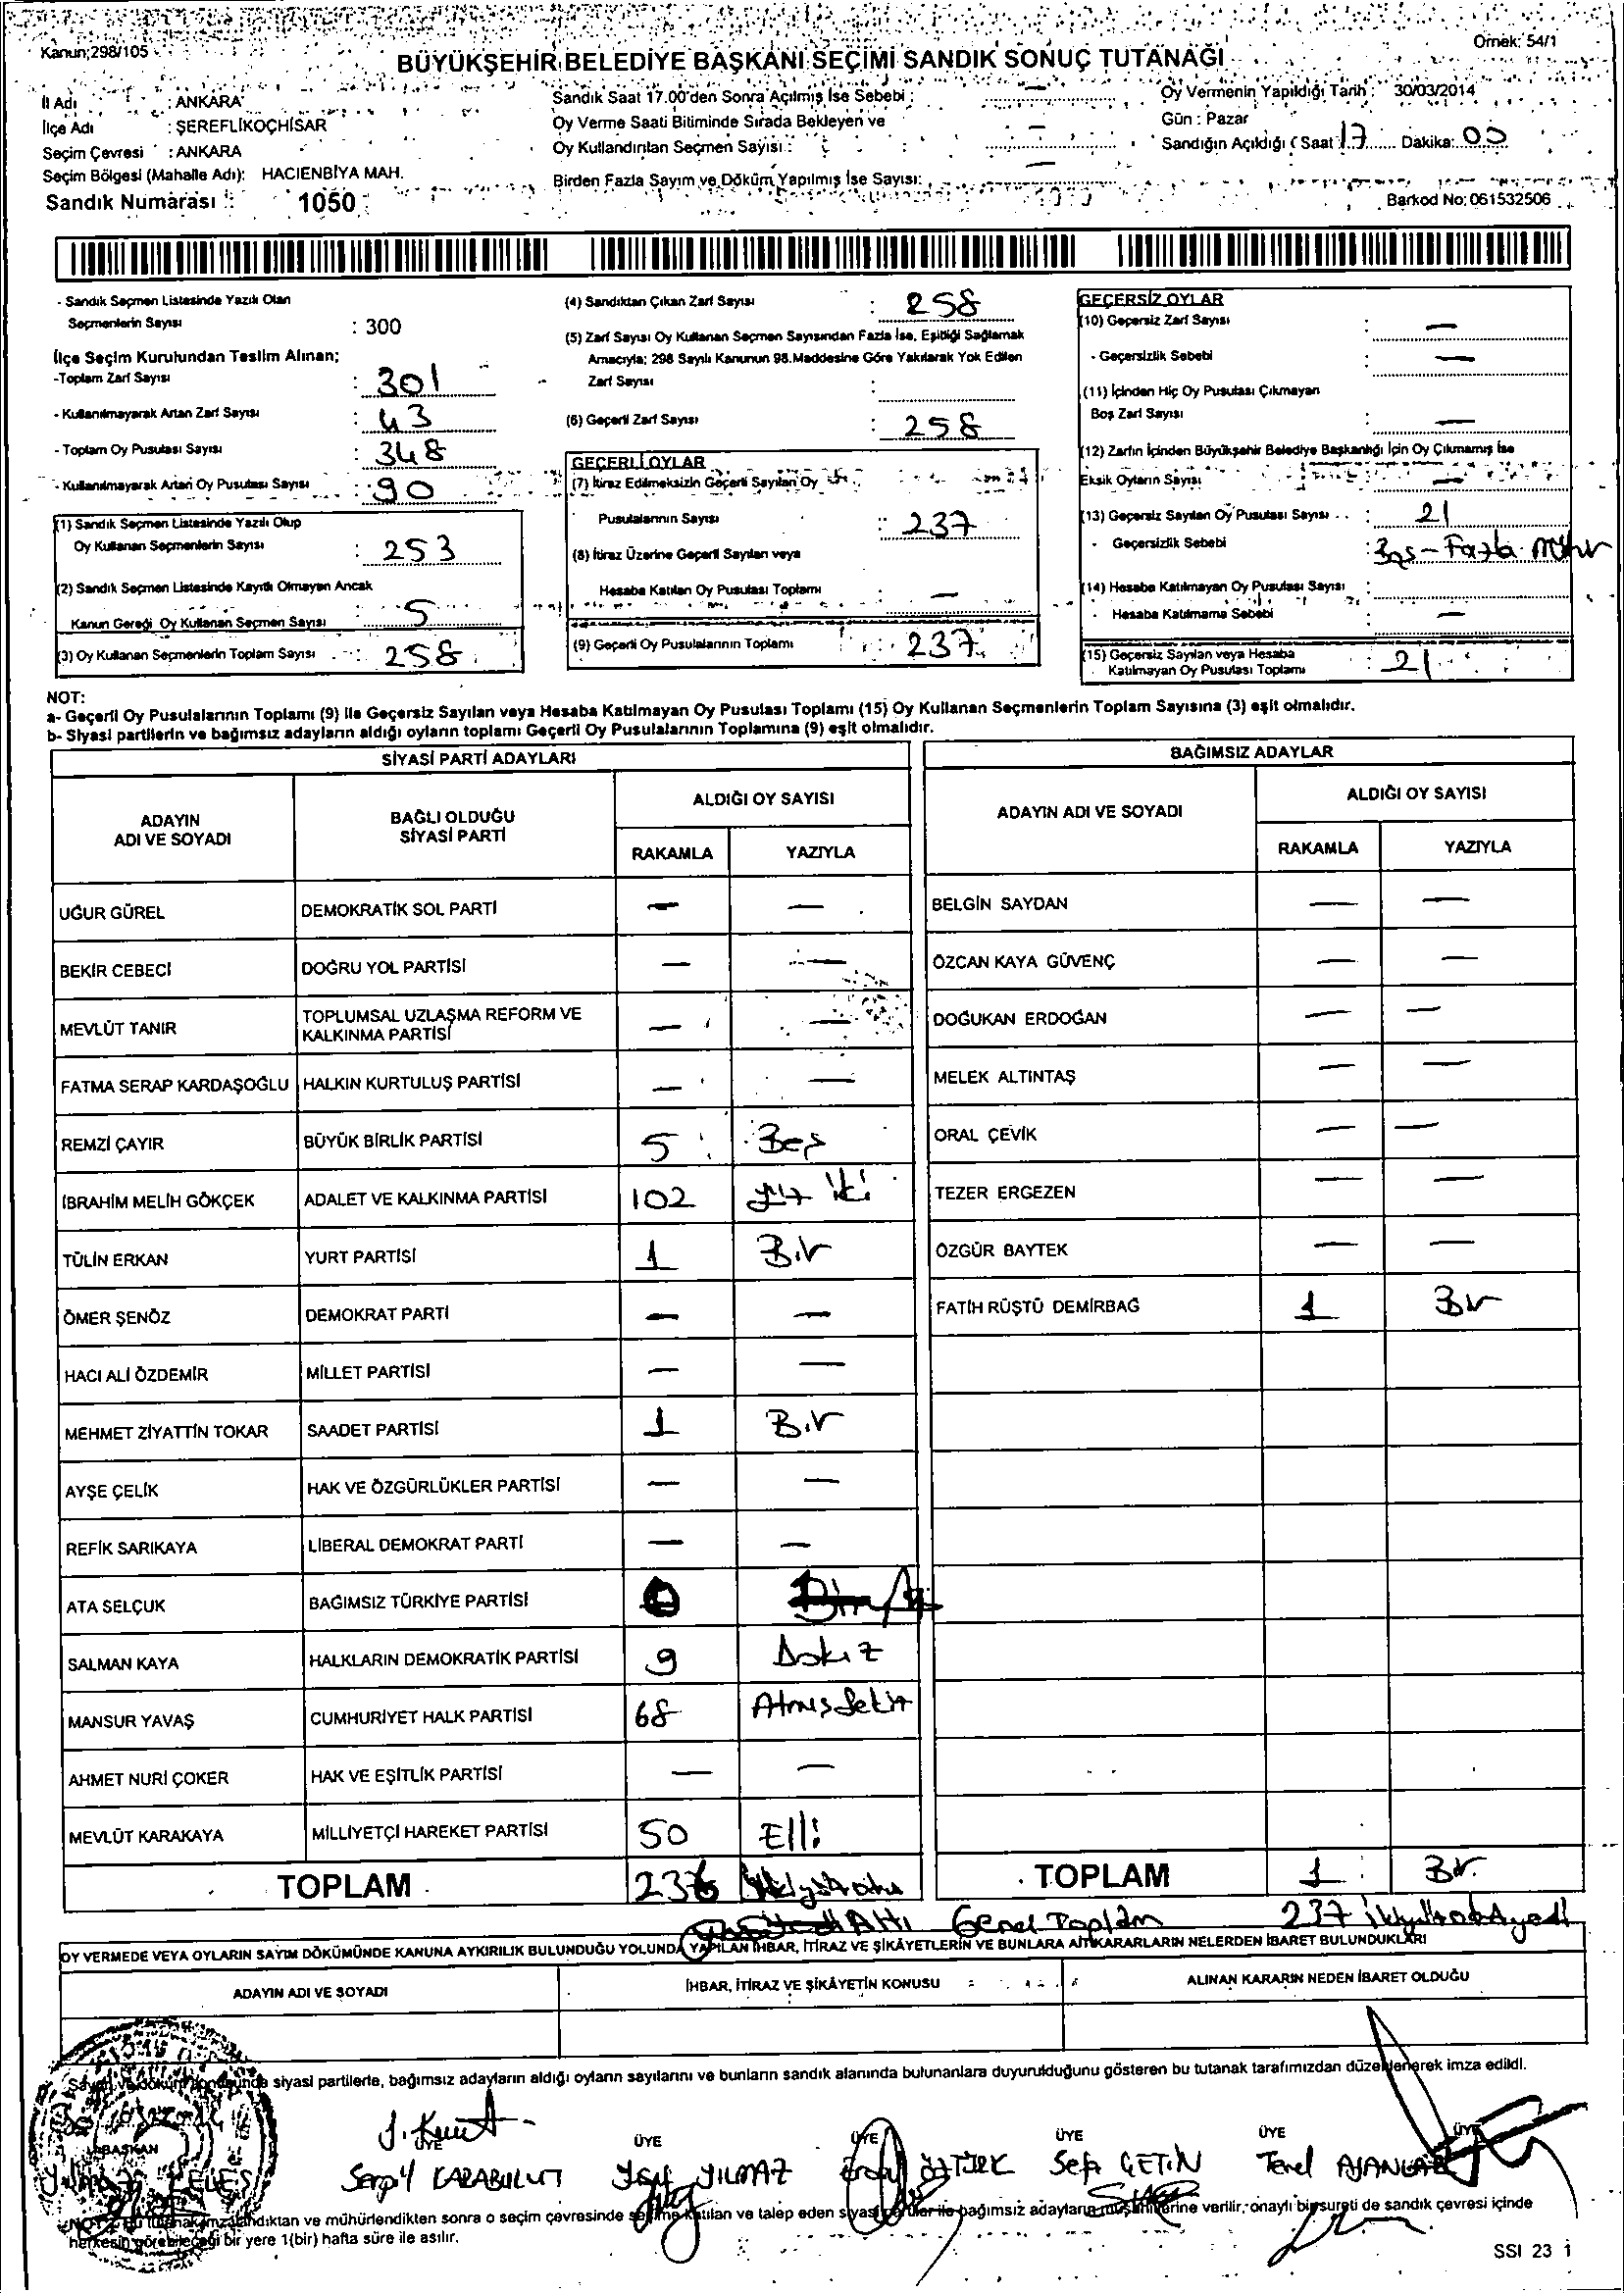 Kanun;298/105
Örnek: 54/1
BÜYÜKŞEHİR BELEDİYE BAŞKANI SEÇİMİ SANDIK SONUÇ TUTANAĞI
İl Adı : ANKARA
İlçe Adı : ŞEREFLİKOÇHİSAR
Seçim Çevresi : ANKARA
Seçim Bölgesi (Mahalle Adı): HACIENBİYA MAH.
Sandık Numarası : 1050
Sandık Saat 17.00'den Sonra Açılmış İse Sebebi : —
Oy Verme Saati Bitiminde Sırada Bekleyen ve
Oy Kullandırılan Seçmen Sayısı : —
Birden Fazla Sayım ve Döküm Yapılmış İse Sayısı: —
Oy Vermenin Yapıldığı Tarih : 30/03/2014
Gün : Pazar
Sandığın Açıldığı ( Saat 17 Dakika: 00
Barkod No: 061532506
- Sandık Seçmen Listesinde Yazılı Olan
Seçmenlerin Sayısı : 300
İlçe Seçim Kurulundan Teslim Alınan;
-Toplam Zarf Sayısı : 301
- Kullanılmayarak Artan Zarf Sayısı : 43
- Toplam Oy Pusulası Sayısı : 348
- Kullanılmayarak Artan Oy Pusulası Sayısı : 90
(1) Sandık Seçmen Listesinde Yazılı Olup
Oy Kullanan Seçmenlerin Sayısı : 253
(2) Sandık Seçmen Listesinde Kayıtlı Olmayan Ancak
Kanun Gereği Oy Kullanan Seçmen Sayısı 5
(3) Oy Kullanan Seçmenlerin Toplam Sayısı : 258
(4) Sandıktan Çıkan Zarf Sayısı : 258
(5) Zarf Sayısı Oy Kullanan Seçmen Sayısından Fazla İse, Eşitliği Sağlamak
Amacıyla; 298 Sayılı Kanunun 98.Maddesine Göre Yakılarak Yok Edilen
Zarf Sayısı :
(6) Geçerli Zarf Sayısı : 258
GEÇERLİ OYLAR
(7) İtiraz Edilmeksizin Geçerli Sayılan Oy
Pusulalarının Sayısı : 237
(8) İtiraz Üzerine Geçerli Sayılan veya
Hesaba Katılan Oy Pusulası Toplamı : —
(9) Geçerli Oy Pusulalarının Toplamı : 237
GEÇERSİZ OYLAR
(10) Geçersiz Zarf Sayısı : —
- Geçersizlik Sebebi : —
(11) İçinden Hiç Oy Pusulası Çıkmayan
Boş Zarf Sayısı : —
(12) Zarfın İçinden Büyükşehir Belediye Başkanlığı İçin Oy Çıkmamış İse
Eksik Oyların Sayısı : —
(13) Geçersiz Sayılan Oy Pusulası Sayısı : 21
- Geçersizlik Sebebi : Boş - Fazla mühür
(14) Hesaba Katılmayan Oy Pusulası Sayısı :
- Hesaba Katılmama Sebebi : —
(15) Geçersiz Sayılan veya Hesaba
Katılmayan Oy Pusulası Toplamı : 21
NOT:
a- Geçerli Oy Pusulalarının Toplamı (9) ile Geçersiz Sayılan veya Hesaba Katılmayan Oy Pusulası Toplamı (15) Oy Kullanan Seçmenlerin Toplam Sayısına (3) eşit olmalıdır.
b- Siyasi partilerin ve bağımsız adayların aldığı oyların toplamı Geçerli Oy Pusulalarının Toplamına (9) eşit olmalıdır.
SİYASİ PARTİ ADAYLARI
ADAYIN ADI VE SOYADI BAĞLI OLDUĞU SİYASİ PARTİ ALDIĞI OY SAYISI
RAKAMLA YAZIYLA
UĞUR GÜREL DEMOKRATİK SOL PARTİ — —
BEKİR CEBECİ DOĞRU YOL PARTİSİ — —
MEVLÜT TANIR TOPLUMSAL UZLAŞMA REFORM VE KALKINMA PARTİSİ — —
FATMA SERAP KARDAŞOĞLU HALKIN KURTULUŞ PARTİSİ — —
REMZİ ÇAYIR BÜYÜK BİRLİK PARTİSİ 5 Beş
İBRAHİM MELİH GÖKÇEK ADALET VE KALKINMA PARTİSİ 102 Yüz iki
TÜLİN ERKAN YURT PARTİSİ 1 Bir
ÖMER ŞENÖZ DEMOKRAT PARTİ — —
HACI ALİ ÖZDEMİR MİLLET PARTİSİ — —
MEHMET ZİYATTİN TOKAR SAADET PARTİSİ 1 Bir
AYŞE ÇELİK HAK VE ÖZGÜRLÜKLER PARTİSİ — —
REFİK SARIKAYA LİBERAL DEMOKRAT PARTİ — —
ATA SELÇUK BAĞIMSIZ TÜRKİYE PARTİSİ
SALMAN KAYA HALKLARIN DEMOKRATİK PARTİSİ 9 Dokuz
MANSUR YAVAŞ CUMHURİYET HALK PARTİSİ 68 Atmışsekiz
AHMET NURİ ÇOKER HAK VE EŞİTLİK PARTİSİ — —
MEVLÜT KARAKAYA MİLLİYETÇİ HAREKET PARTİSİ 50 Elli
TOPLAM 236
Altı
BAĞIMSIZ ADAYLAR
ADAYIN ADI VE SOYADI ALDIĞI OY SAYISI
RAKAMLA YAZIYLA
BELGİN SAYDAN — —
ÖZCAN KAYA GÜVENÇ — —
DOĞUKAN ERDOĞAN — —
MELEK ALTINTAŞ — —
ORAL ÇEVİK — —
TEZER ERGEZEN — —
ÖZGÜR BAYTEK — —
FATİH RÜŞTÜ DEMİRBAĞ 1 Bir
TOPLAM 1 Bir.
Genel Toplam 237
OY VERMEDE VEYA OYLARIN SAYIM DÖKÜMÜNDE KANUNA AYKIRILIK BULUNDUĞU YOLUNDA YAPILAN İHBAR, İTİRAZ VE ŞİKÂYETLERİN VE BUNLARA AİT KARARLARIN NELERDEN İBARET BULUNDUKLARI
ADAYIN ADI VE SOYADI İHBAR, İTİRAZ VE ŞİKÂYETİN KONUSU ALINAN KARARIN NEDEN İBARET OLDUĞU
Sayım ve döküm sonucunda siyasi partilerle, bağımsız adayların aldığı oyların sayılarını ve bunların sandık alanında bulunanlara duyurulduğunu gösteren bu tutanak tarafımızdan düzenlenerek imza edildi.
BAŞKAN ÜYE ÜYE ÜYE ÜYE ÜYE ÜYE
KELEŞ Serpil KARABULUT YILMAZ ÖZTÜRK Sefa ÇETİN
NOT : Bu tutanak imzalandıktan ve mühürlendikten sonra o seçim çevresinde seçime katılan ve talep eden siyasi partiler ile bağımsız adayların müşahitlerine verilir, onaylı bir sureti de sandık çevresi içinde
herkesin görebileceği bir yere 1(bir) hafta süre ile asılır.
SSI 23 1